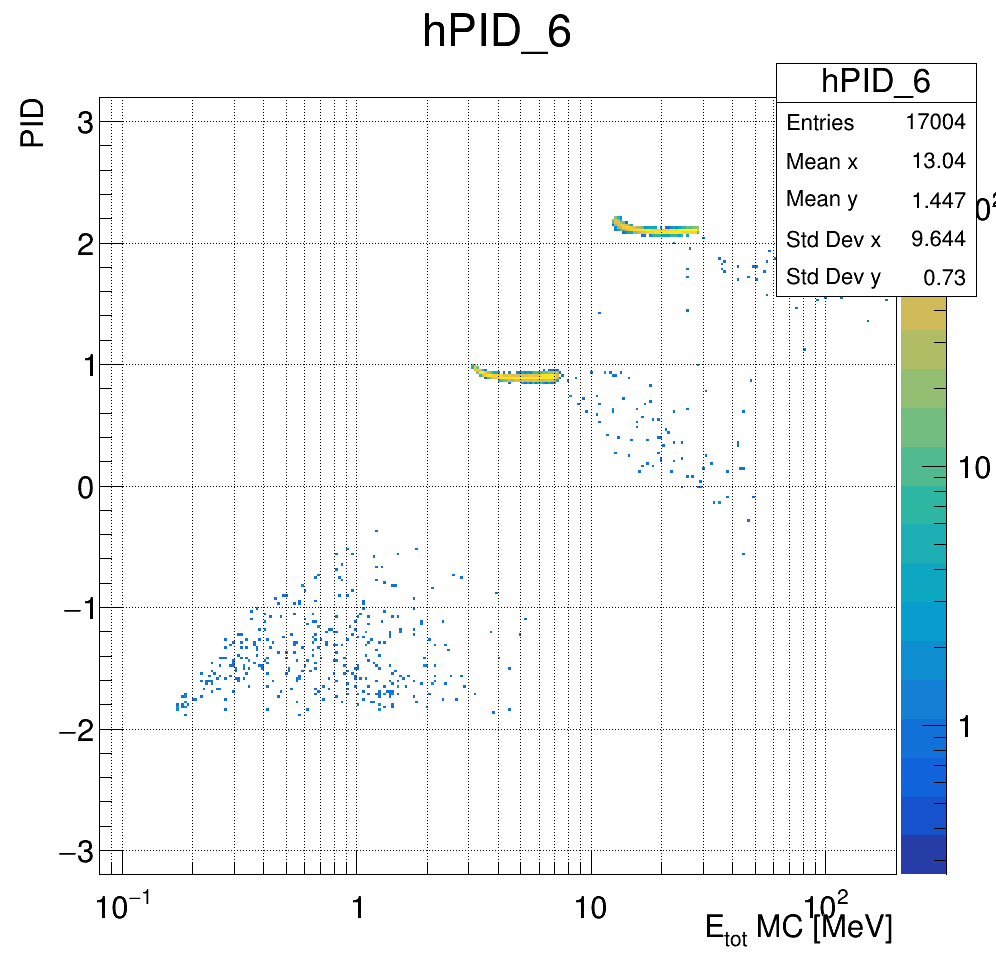 hPID_6
hPID_6
Entries 17004
Mean x 13.04
Mean y 1.447
Std Dev x 9.644
Std Dev y 0.73
PID
3
2
1
0
−1
−2
−3
10⁻¹
1
10
10²
E_tot MC [MeV]
0²
10
1